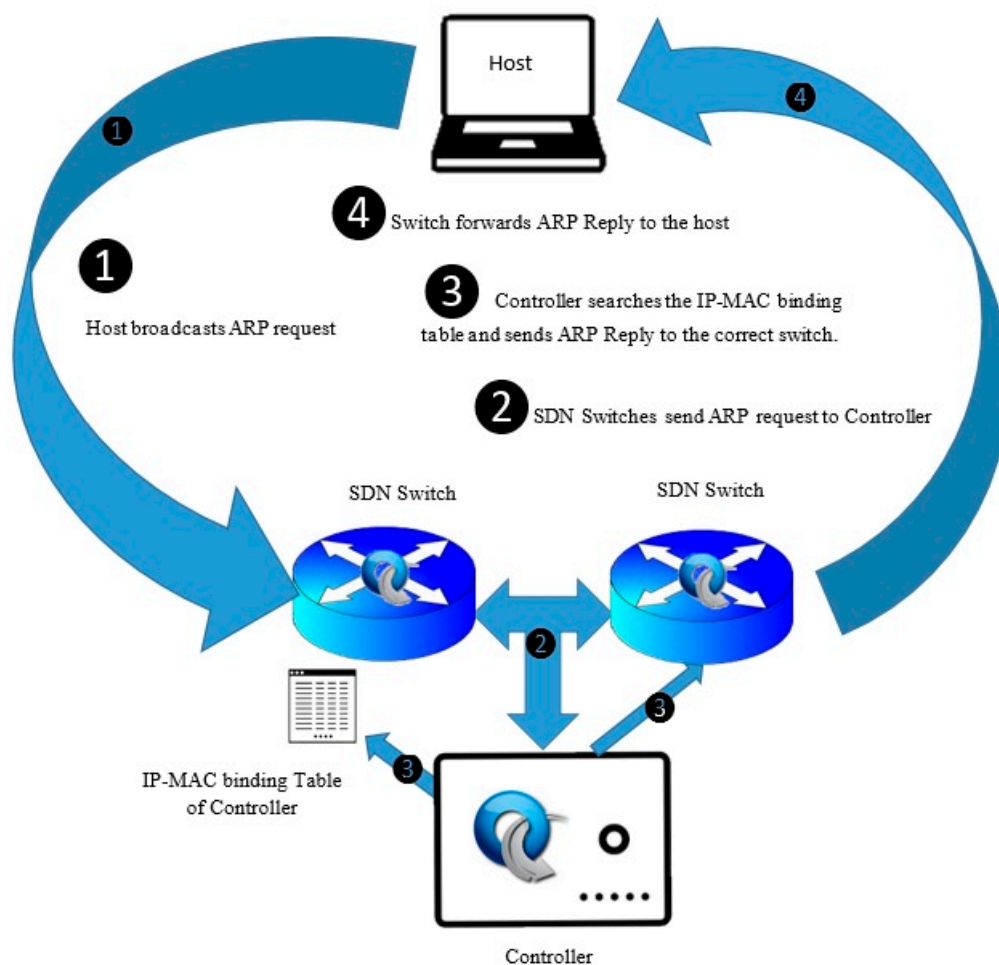 Host
1
4
4 Switch forwards ARP Reply to the host
1
Host broadcasts ARP request
3 Controller searches the IP-MAC binding
table and sends ARP Reply to the correct switch.
2 SDN Switches send ARP request to Controller
SDN Switch
SDN Switch
2
3
3
IP-MAC binding Table
of Controller
Controller